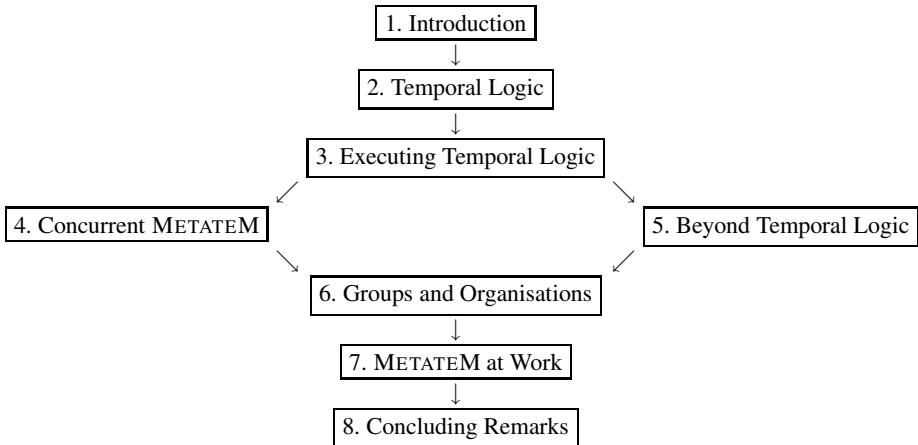 1. Introduction
2. Temporal Logic
3. Executing Temporal Logic
4. Concurrent METATEM
5. Beyond Temporal Logic
6. Groups and Organisations
7. METATEM at Work
8. Concluding Remarks